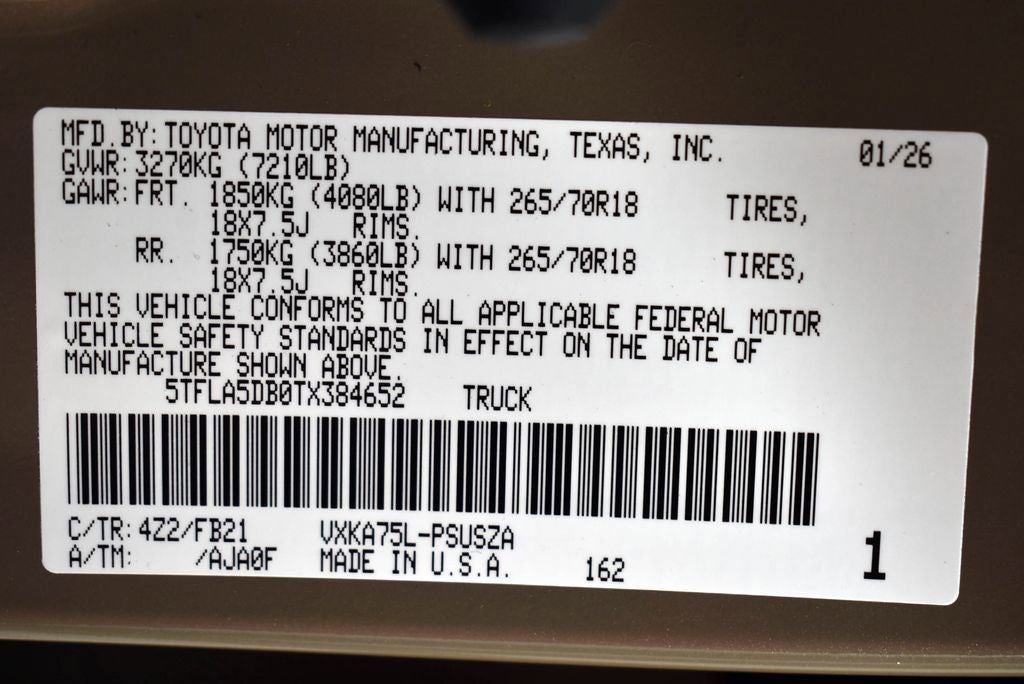 MFD. BY: TOYOTA MOTOR MANUFACTURING, TEXAS, INC. 01/26
GVWR: 3270KG (7210LB)
GAWR: FRT. 1850KG (4080LB) WITH 265/70R18 TIRES,
18X7.5J RIMS.
RR. 1750KG (3860LB) WITH 265/70R18 TIRES,
18X7.5J RIMS.
THIS VEHICLE CONFORMS TO ALL APPLICABLE FEDERAL MOTOR
VEHICLE SAFETY STANDARDS IN EFFECT ON THE DATE OF
MANUFACTURE SHOWN ABOVE.
5TFLA5DB0TX384652 TRUCK
C/TR: 4Z2/FB21 VXKA75L-PSUSZA
A/TM: /AJA0F MADE IN U.S.A. 162 1